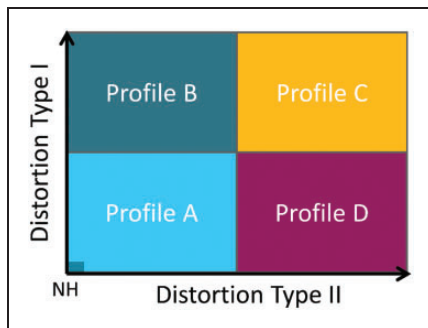 Distortion Type I
Profile B
Profile C
Profile A
Profile D
NH
Distortion Type II